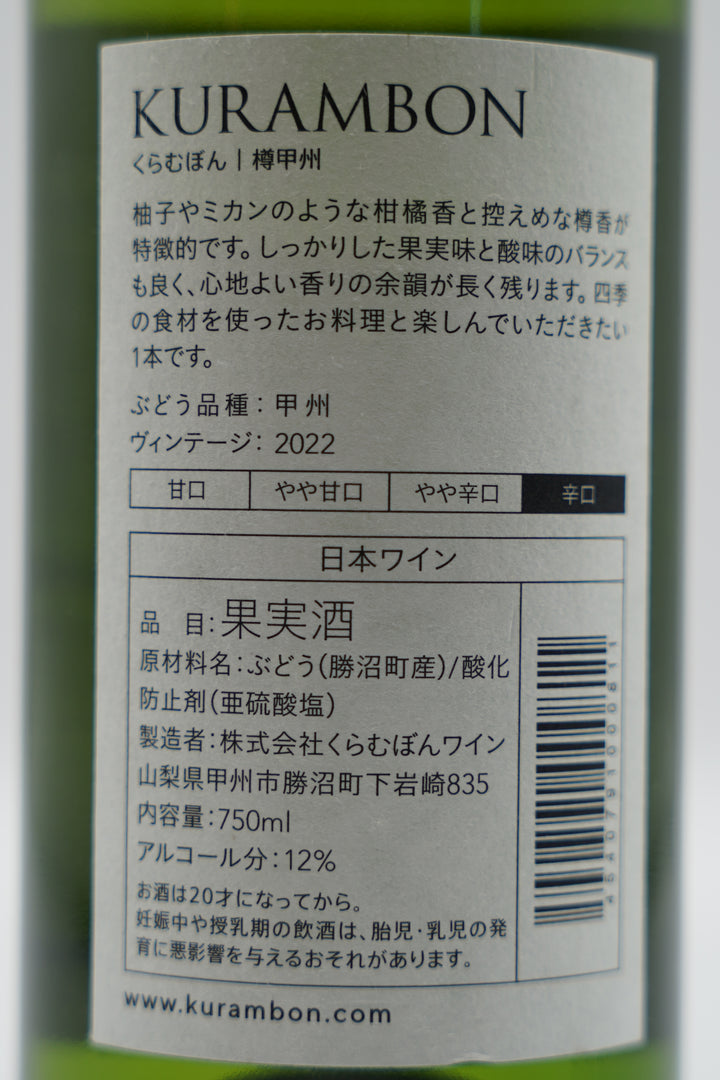 KURAMBON
くらむぼん | 樽甲州
柚子やミカンのような柑橘香と控えめな樽香が
特徴的です。しっかりした果実味と酸味のバランス
も良く、心地よい香りの余韻が長く残ります。四季
の食材を使ったお料理と楽しんでいただきたい
1本です。
ぶどう品種：甲州
ヴィンテージ：2022
甘口 やや甘口 やや辛口 辛口
日本ワイン
品　目：果実酒
原材料名：ぶどう(勝沼町産)/酸化
防止剤(亜硫酸塩)
製造者：株式会社くらむぼんワイン
山梨県甲州市勝沼町下岩崎835
内容量：750ml
アルコール分：12%
お酒は20才になってから。
妊娠中や授乳期の飲酒は、胎児・乳児の発
育に悪影響を与えるおそれがあります。
www.kurambon.com